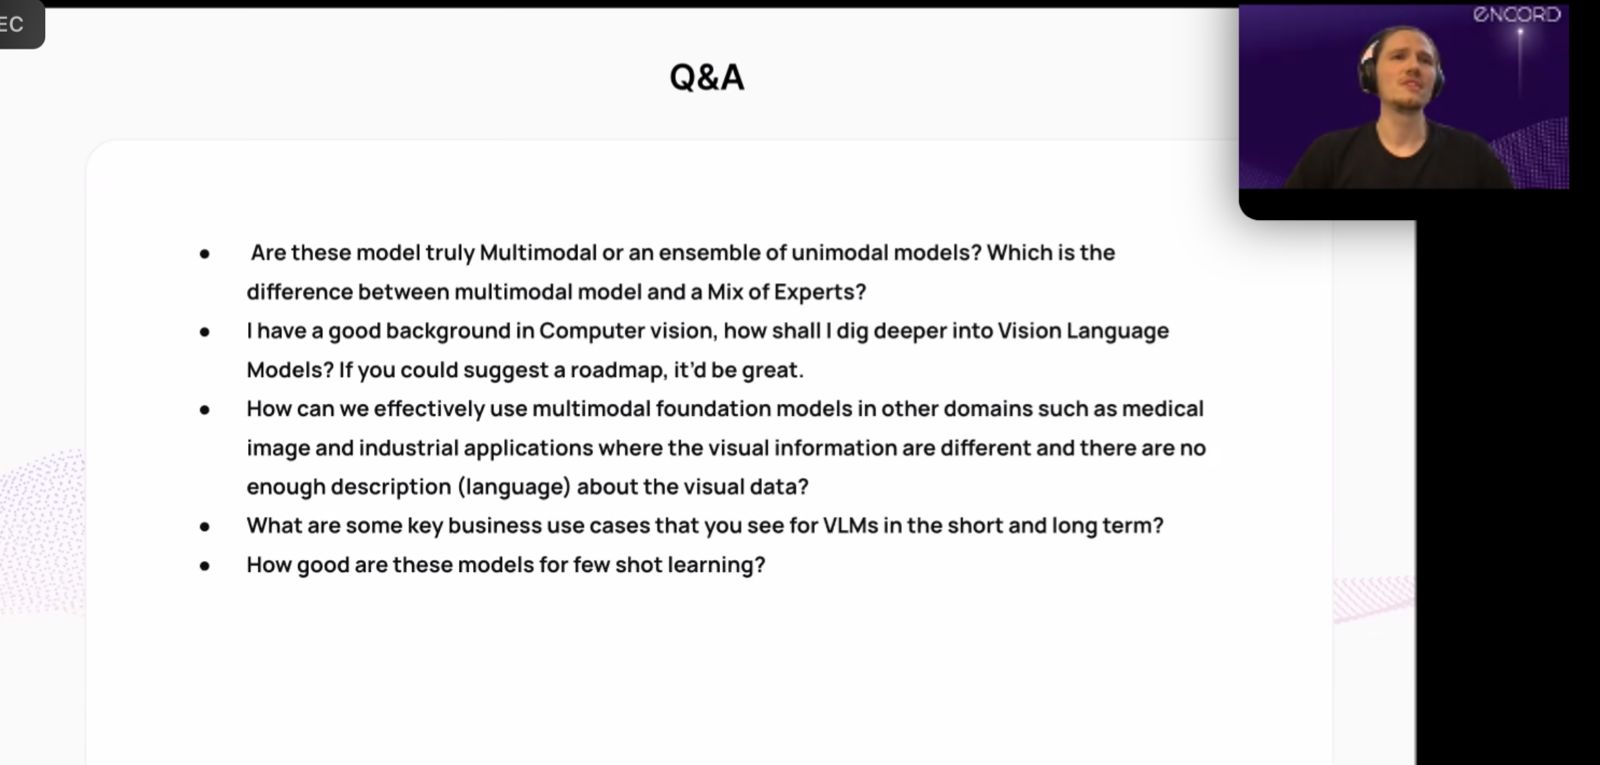 EC
ENCORD
Q&A
● Are these model truly Multimodal or an ensemble of unimodal models? Which is the
difference between multimodal model and a Mix of Experts?
● I have a good background in Computer vision, how shall I dig deeper into Vision Language
Models? If you could suggest a roadmap, it’d be great.
● How can we effectively use multimodal foundation models in other domains such as medical
image and industrial applications where the visual information are different and there are no
enough description (language) about the visual data?
● What are some key business use cases that you see for VLMs in the short and long term?
● How good are these models for few shot learning?